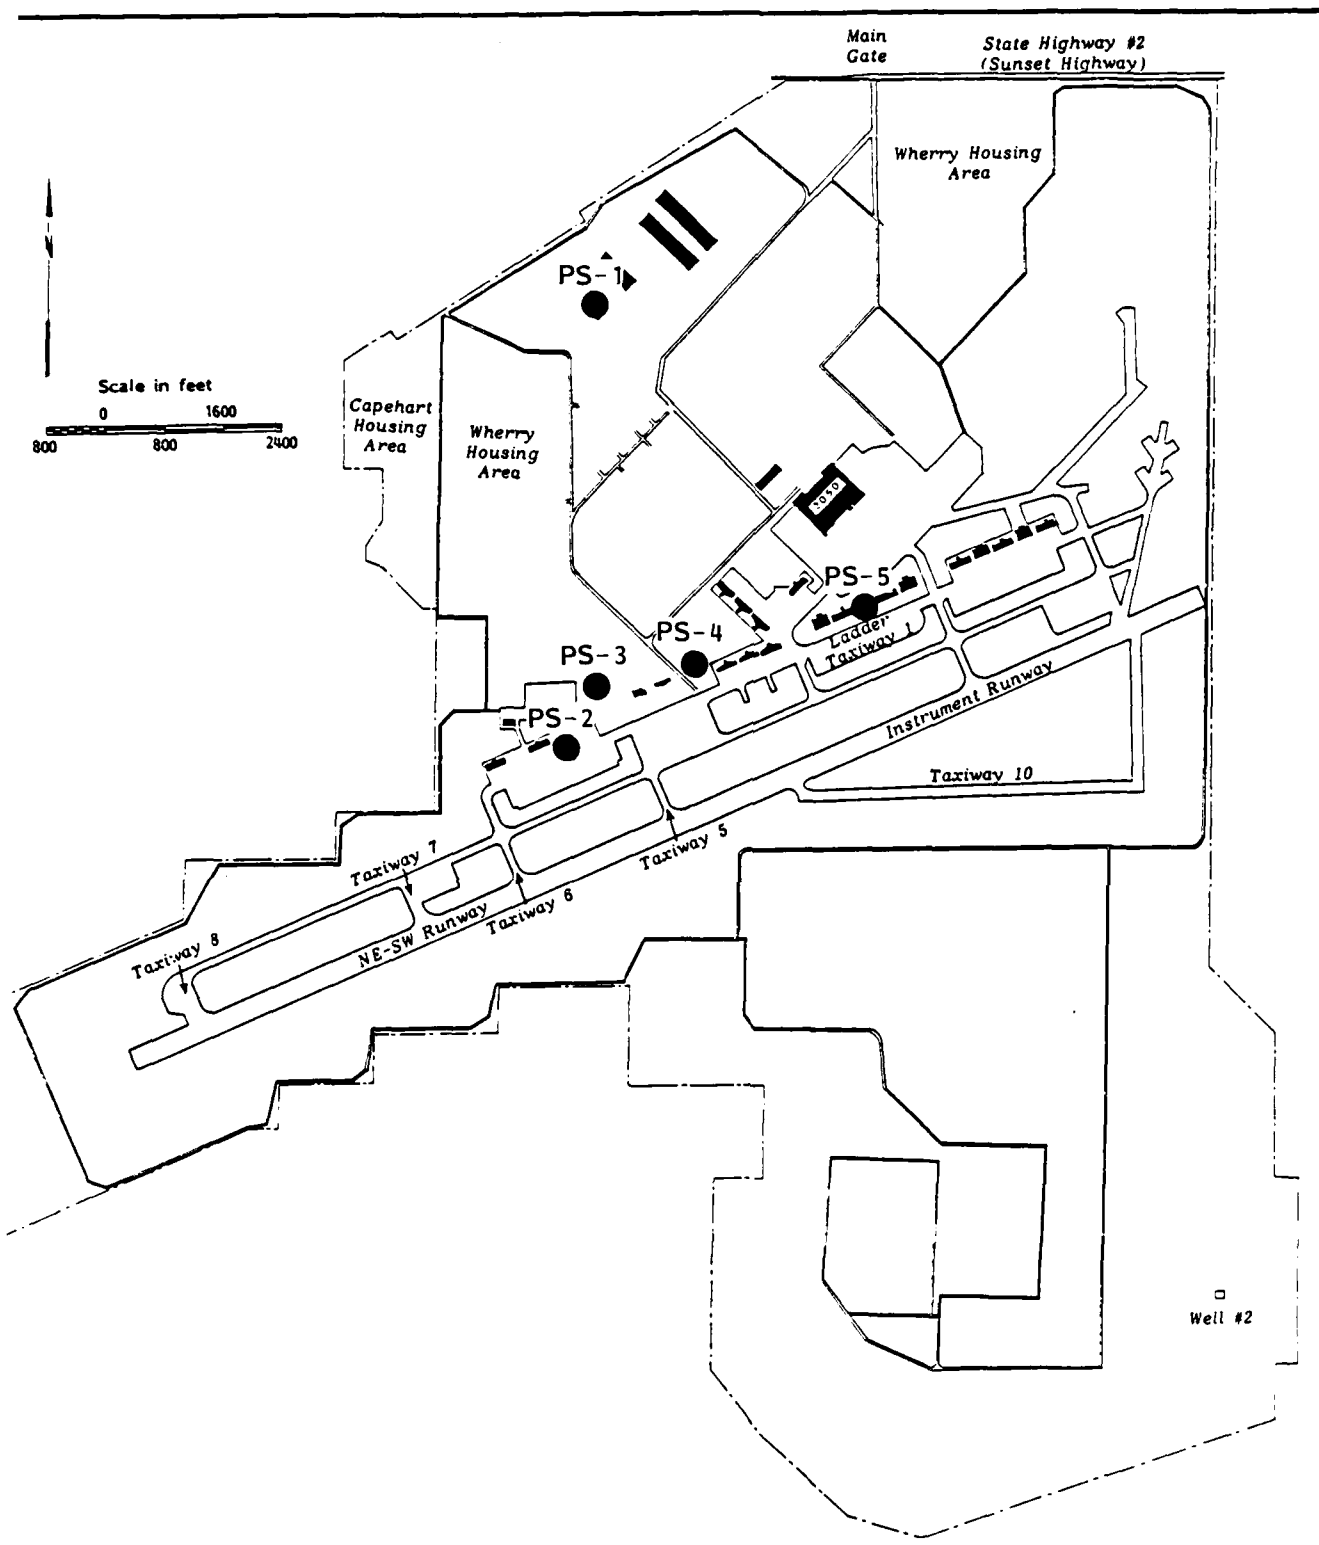 Main
Gate
State Highway #2
(Sunset Highway)
Wherry Housing
Area
PS-1
Scale in feet
0 1600
800 800 2400
Capehart
Housing
Area
Wherry
Housing
Area
2050
PS-5
PS-4
Ladder
Taxiway 1
PS-3
PS-2
Instrument Runway
Taxiway 10
Taxiway 5
Taxiway 7
Taxiway 6
NE-SW Runway
Taxiway 8
Well #2